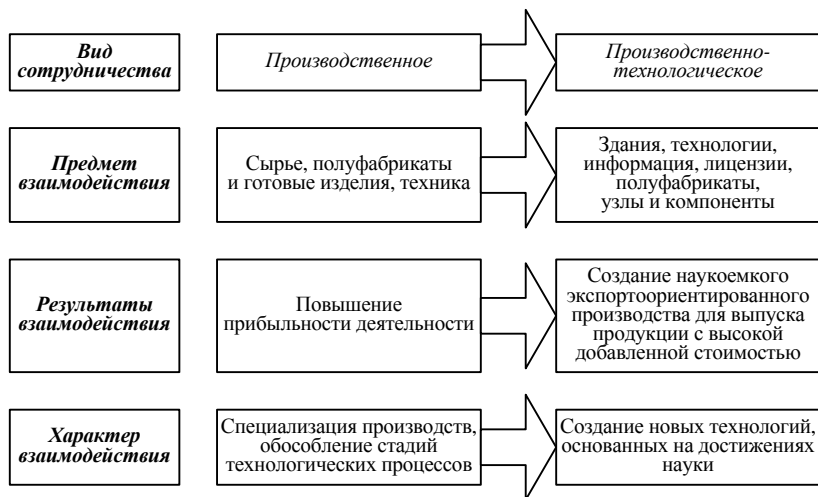 Вид
сотрудничества
Производственное
Производственно-
технологическое
Предмет
взаимодействия
Сырье, полуфабрикаты
и готовые изделия, техника
Здания, технологии,
информация, лицензии,
полуфабрикаты,
узлы и компоненты
Результаты
взаимодействия
Повышение
прибыльности деятельности
Создание наукоемкого
экспортоориентированного
производства для выпуска
продукции с высокой
добавленной стоимостью
Характер
взаимодействия
Специализация производств,
обособление стадий
технологических процессов
Создание новых технологий,
основанных на достижениях
науки